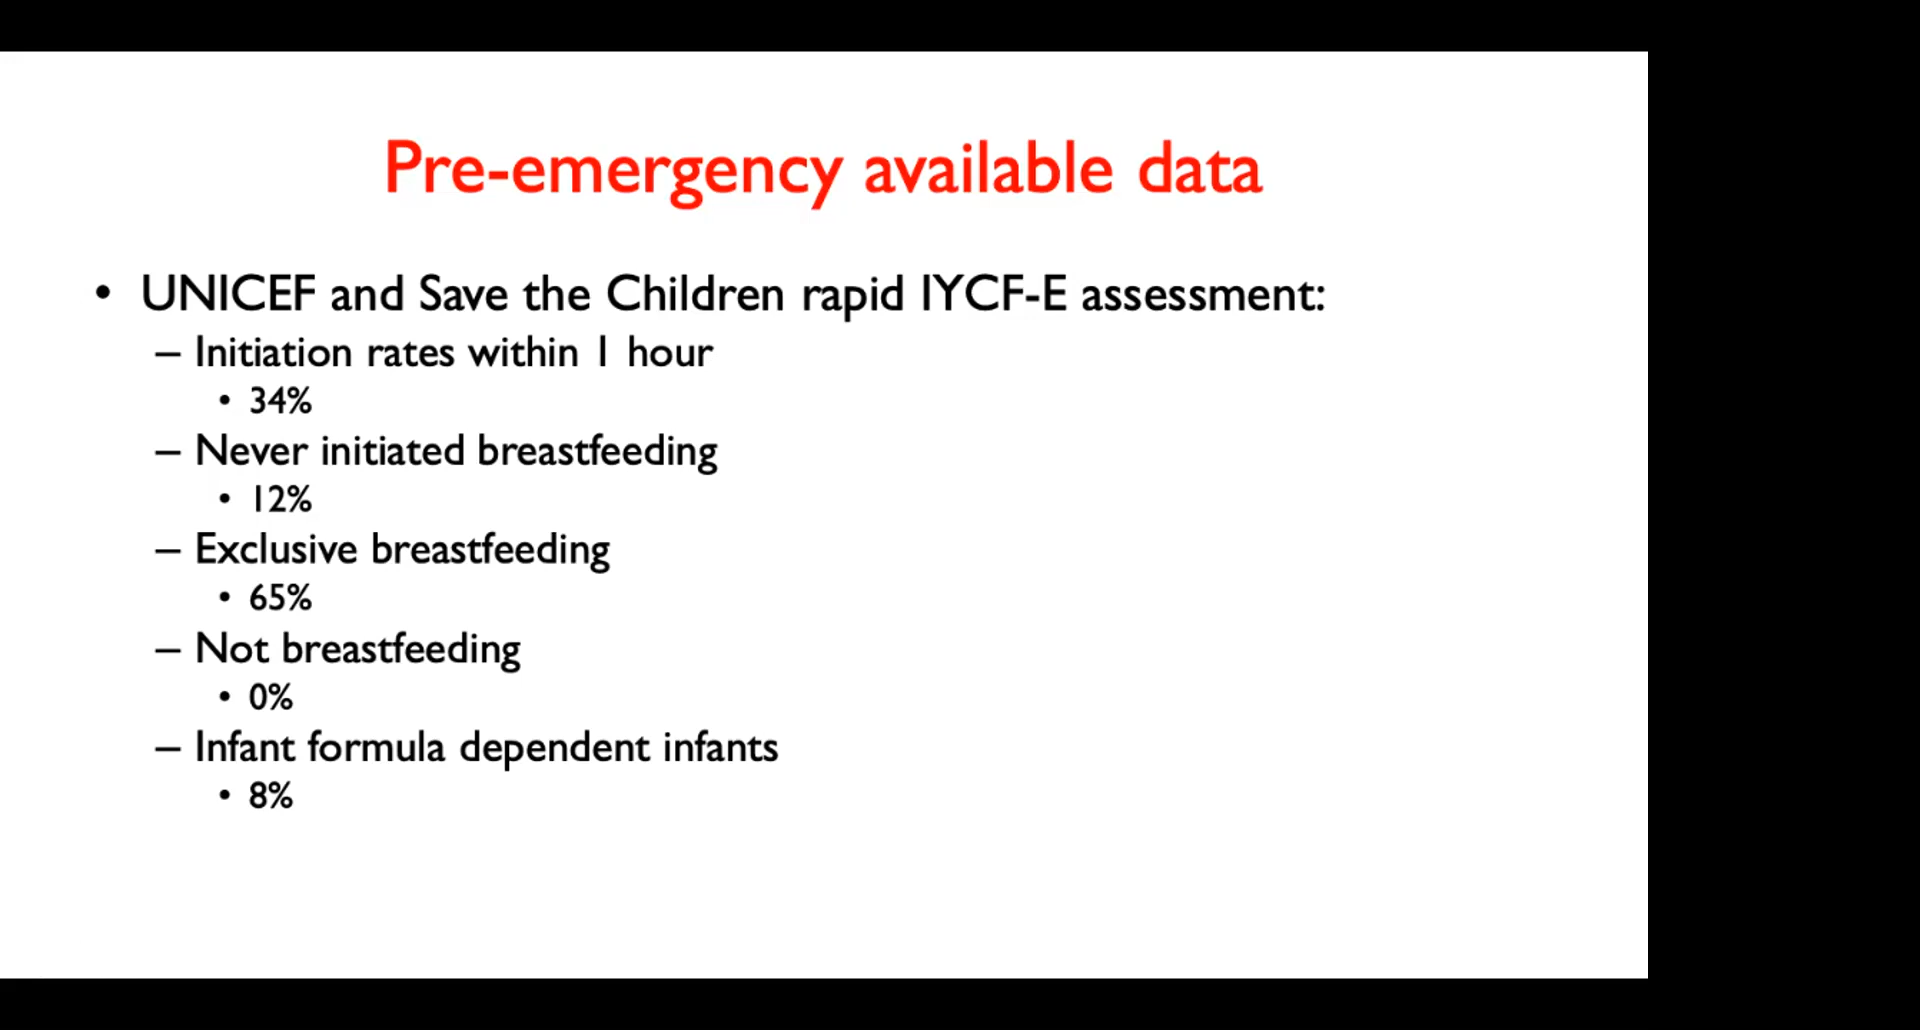 Pre-emergency available data
• UNICEF and Save the Children rapid IYCF-E assessment:
– Initiation rates within 1 hour
• 34%
– Never initiated breastfeeding
• 12%
– Exclusive breastfeeding
• 65%
– Not breastfeeding
• 0%
– Infant formula dependent infants
• 8%